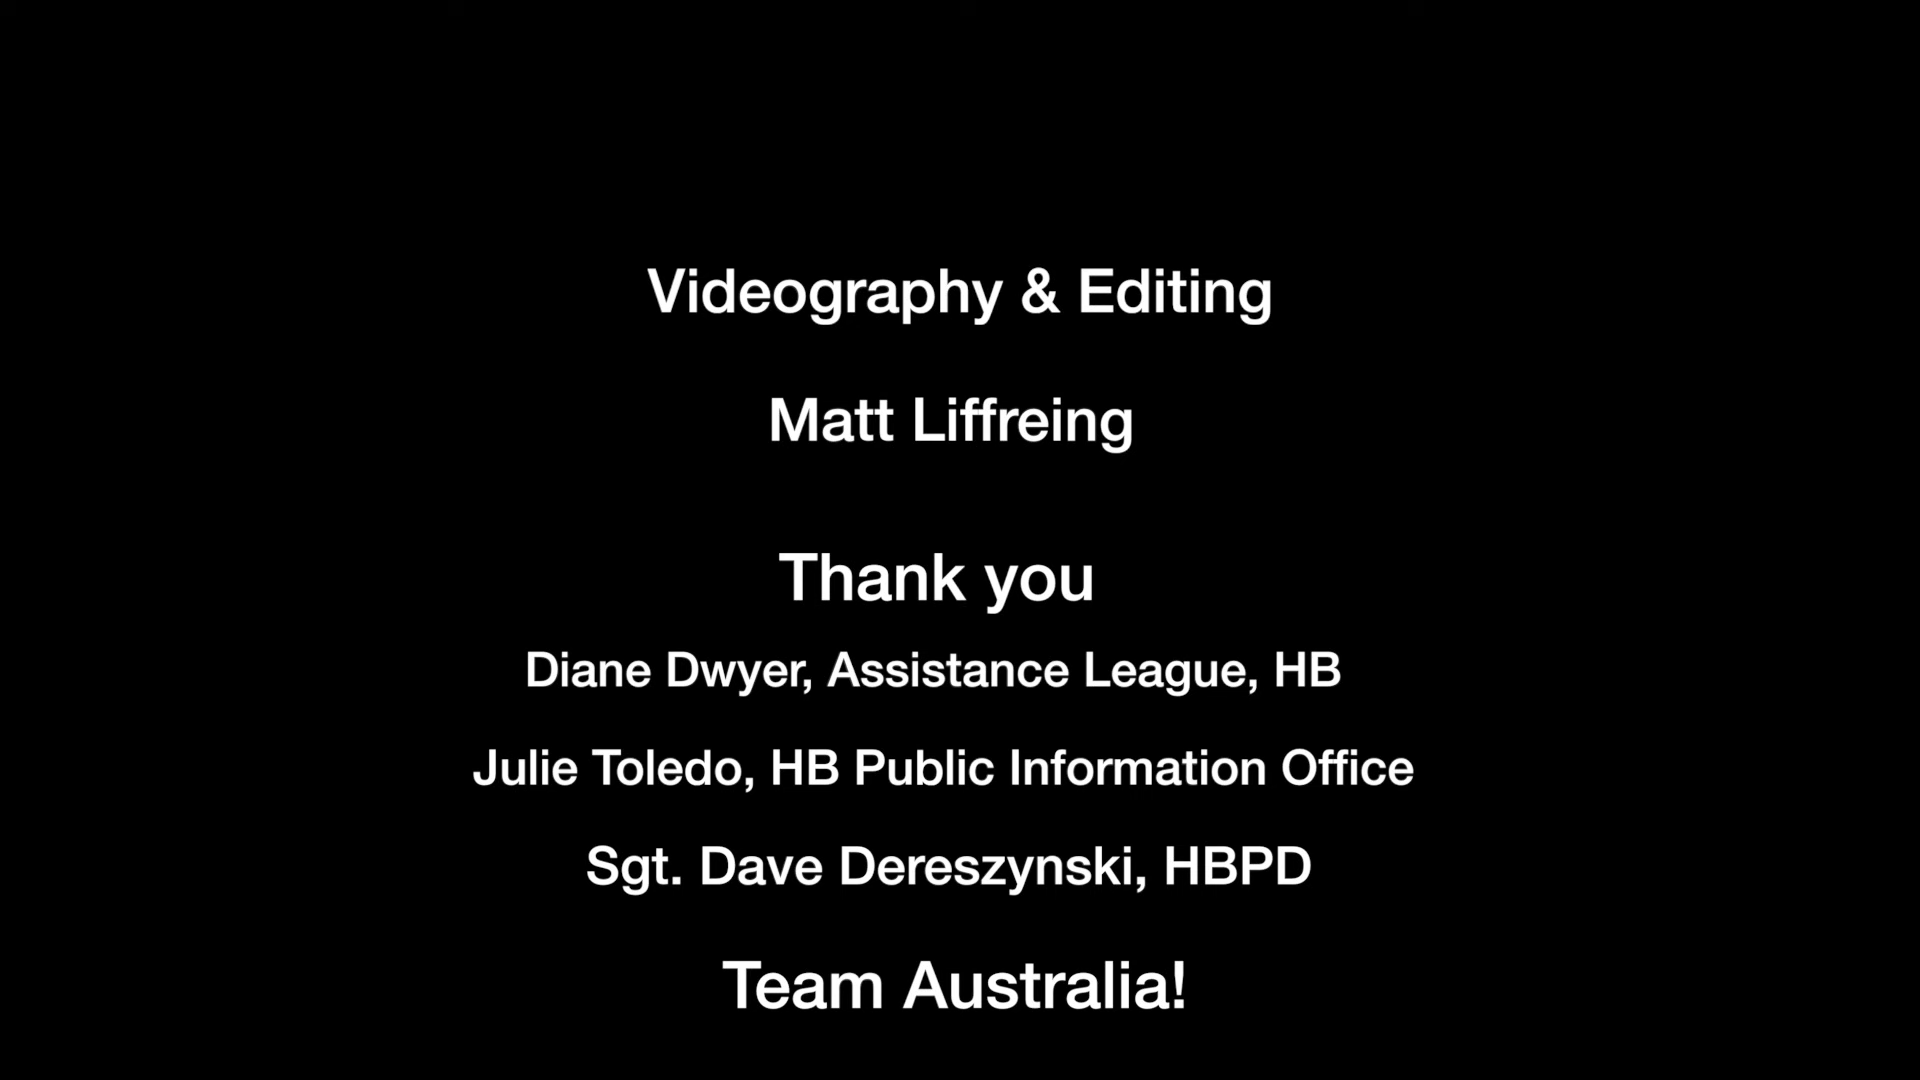 Videography & Editing
Matt Liffreing
Thank you
Diane Dwyer, Assistance League, HB
Julie Toledo, HB Public Information Office
Sgt. Dave Dereszynski, HBPD
Team Australia!